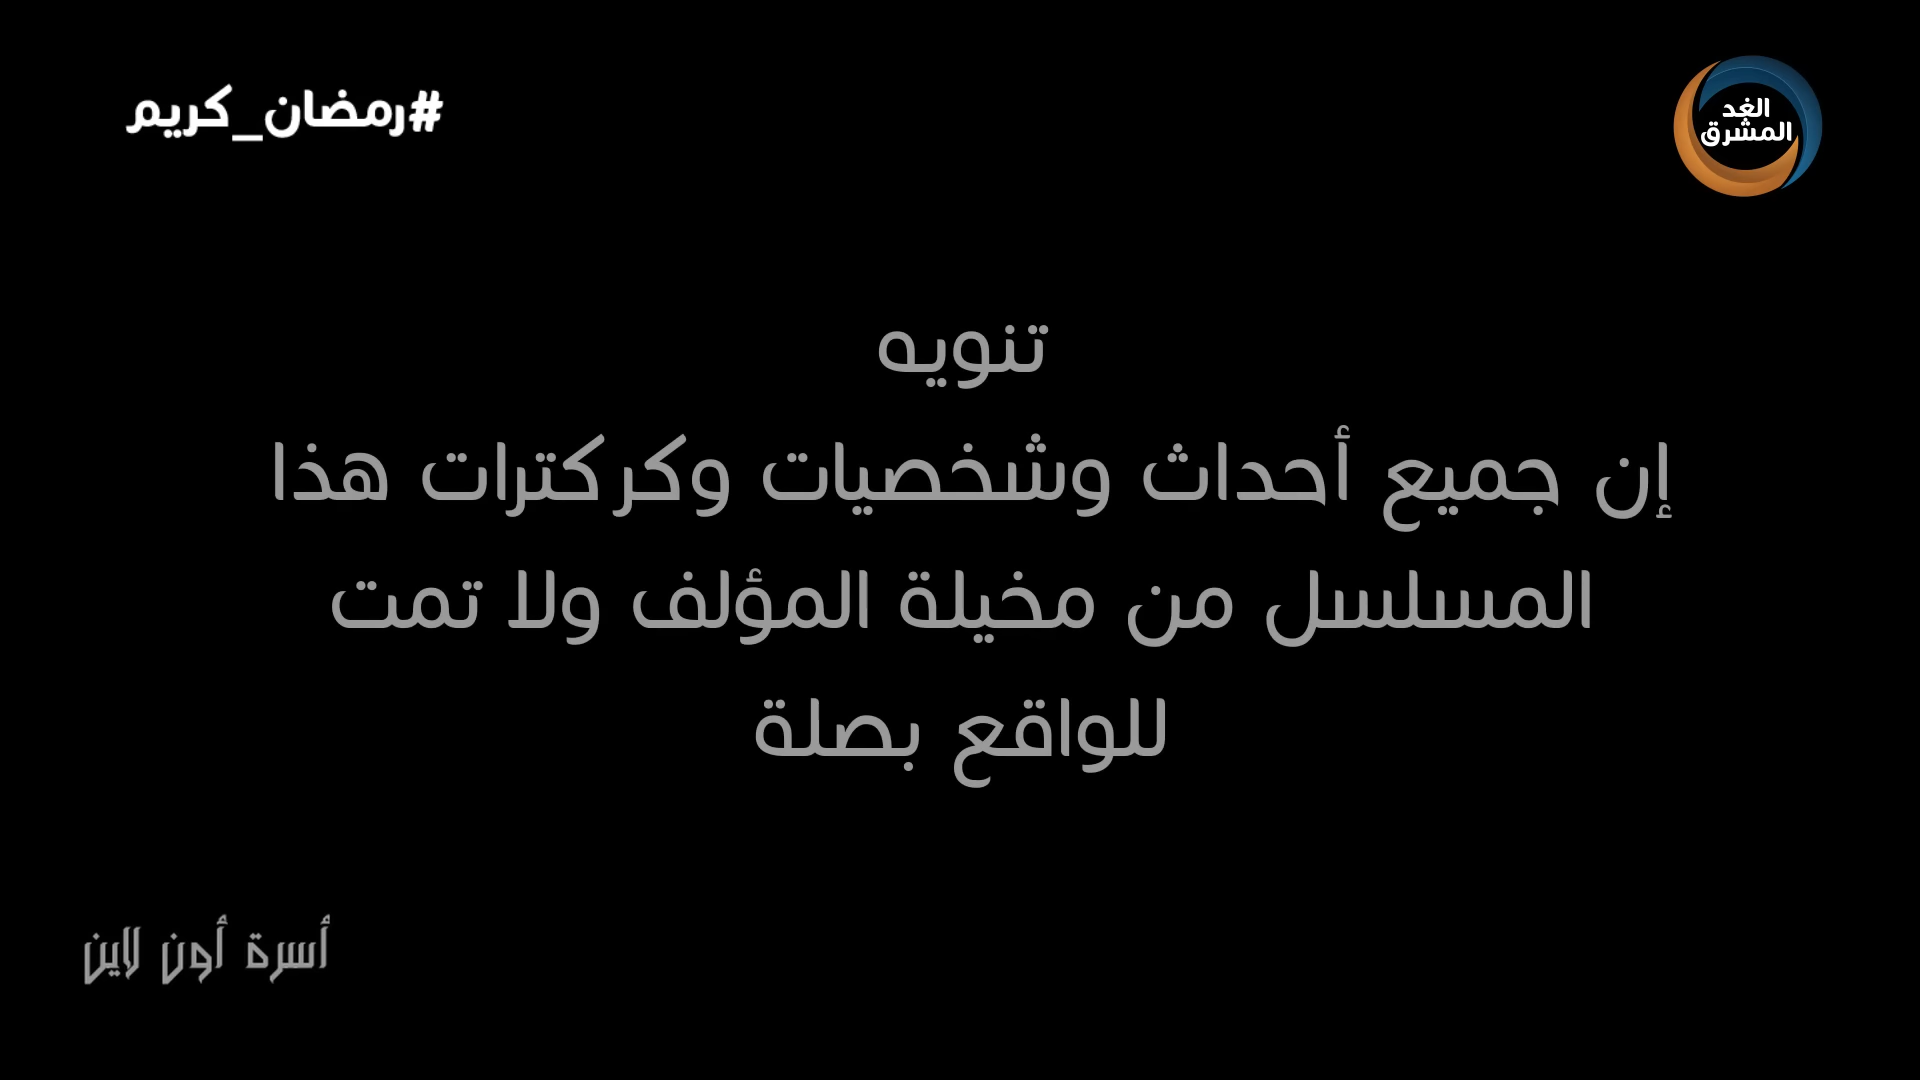 #رمضان_كريم
الغد
المشرق
تنويه
إن جميع أحداث وشخصيات وكركترات هذا
المسلسل من مخيلة المؤلف ولا تمت
للواقع بصلة
أسرة أون لاين